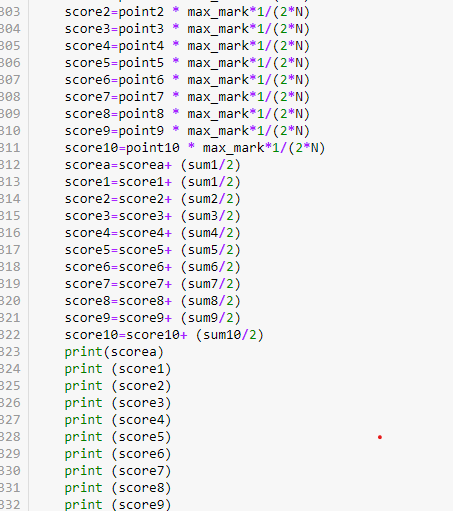 303 score2=point2 * max_mark*1/(2*N)
304 score3=point3 * max_mark*1/(2*N)
305 score4=point4 * max_mark*1/(2*N)
306 score5=point5 * max_mark*1/(2*N)
307 score6=point6 * max_mark*1/(2*N)
308 score7=point7 * max_mark*1/(2*N)
309 score8=point8 * max_mark*1/(2*N)
310 score9=point9 * max_mark*1/(2*N)
311 score10=point10 * max_mark*1/(2*N)
312 scorea=scorea+ (sum1/2)
313 score1=score1+ (sum1/2)
314 score2=score2+ (sum2/2)
315 score3=score3+ (sum3/2)
316 score4=score4+ (sum4/2)
317 score5=score5+ (sum5/2)
318 score6=score6+ (sum6/2)
319 score7=score7+ (sum7/2)
320 score8=score8+ (sum8/2)
321 score9=score9+ (sum9/2)
322 score10=score10+ (sum10/2)
323 print(scorea)
324 print (score1)
325 print (score2)
326 print (score3)
327 print (score4)
328 print (score5)
329 print (score6)
330 print (score7)
331 print (score8)
332 print (score9)